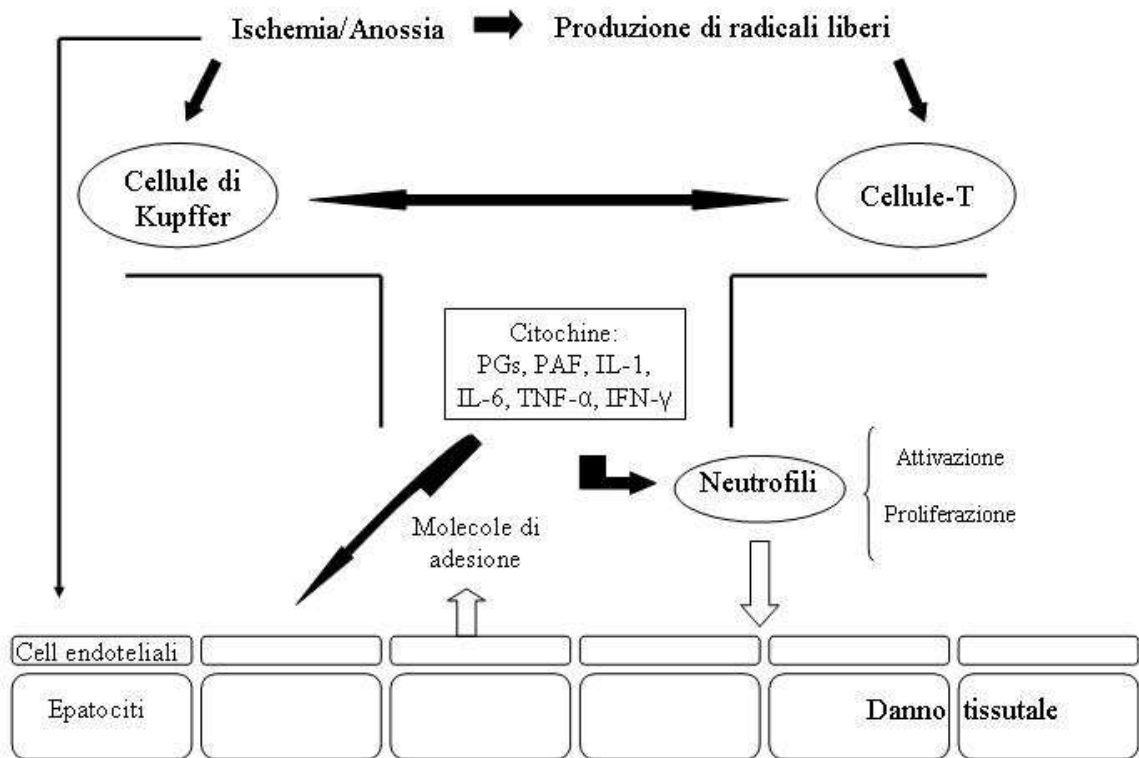 Ischemia/Anossia
Produzione di radicali liberi
Cellule di
Kupffer
Cellule-T
Citochine:
PGs, PAF, IL-1,
IL-6, TNF-α, IFN-γ
Neutrofili
Attivazione
Proliferazione
Molecole di
adesione
Cell endoteliali
Epatociti
Danno tissutale